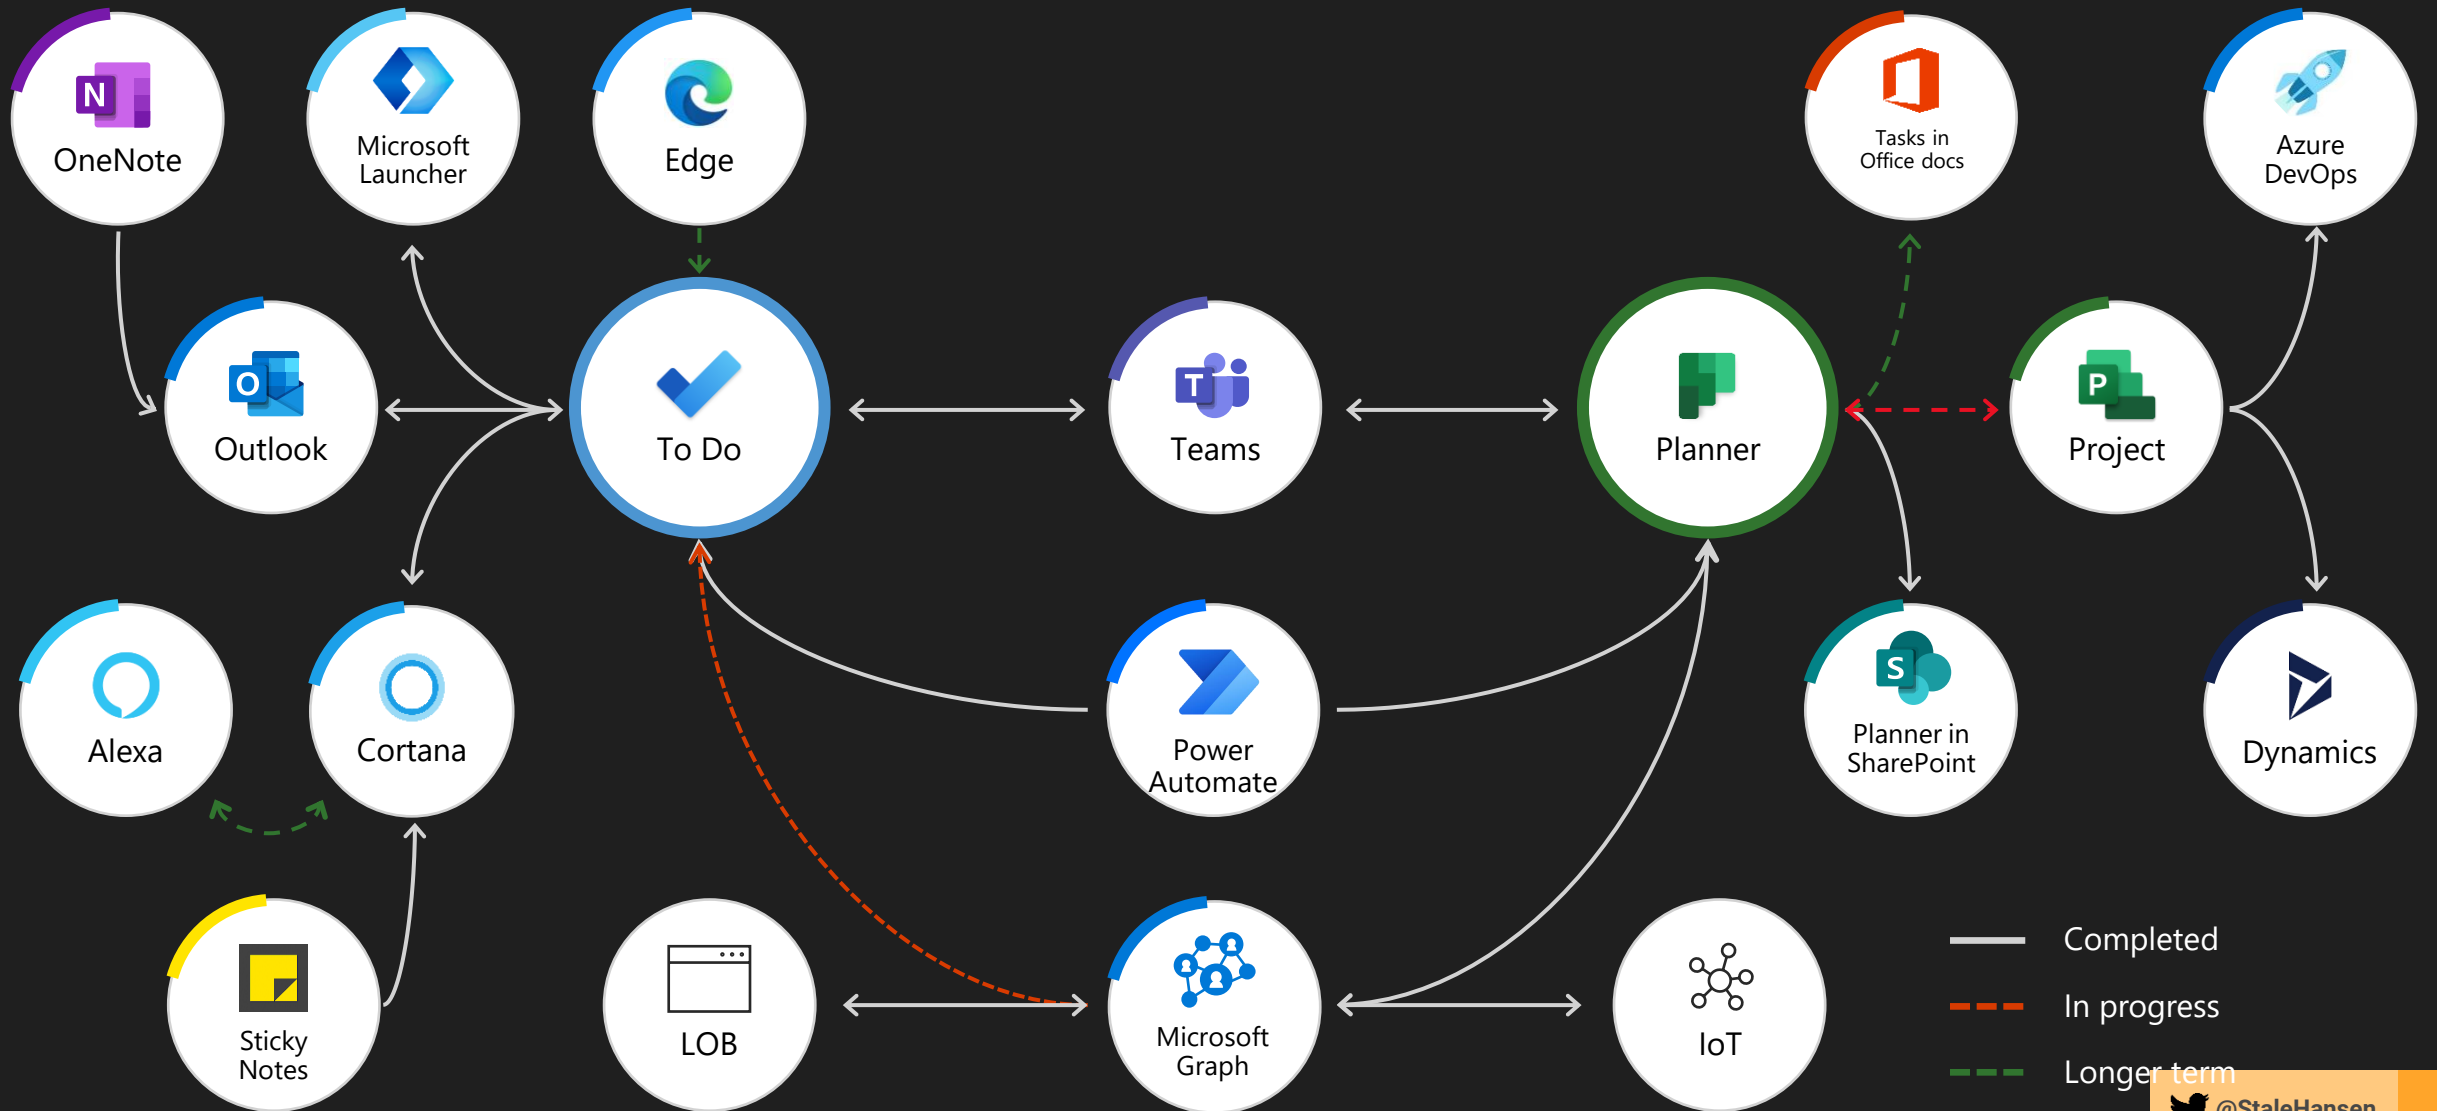 N
OneNote
Microsoft
Launcher
Edge
Tasks in
Office docs
Azure
DevOps
O
Outlook
To Do
T
Teams
Planner
P
Project
Alexa
Cortana
Power
Automate
S
Planner in
SharePoint
Dynamics
Sticky
Notes
LOB
Microsoft
Graph
IoT
Completed
In progress
Longer term
@StaleHansen